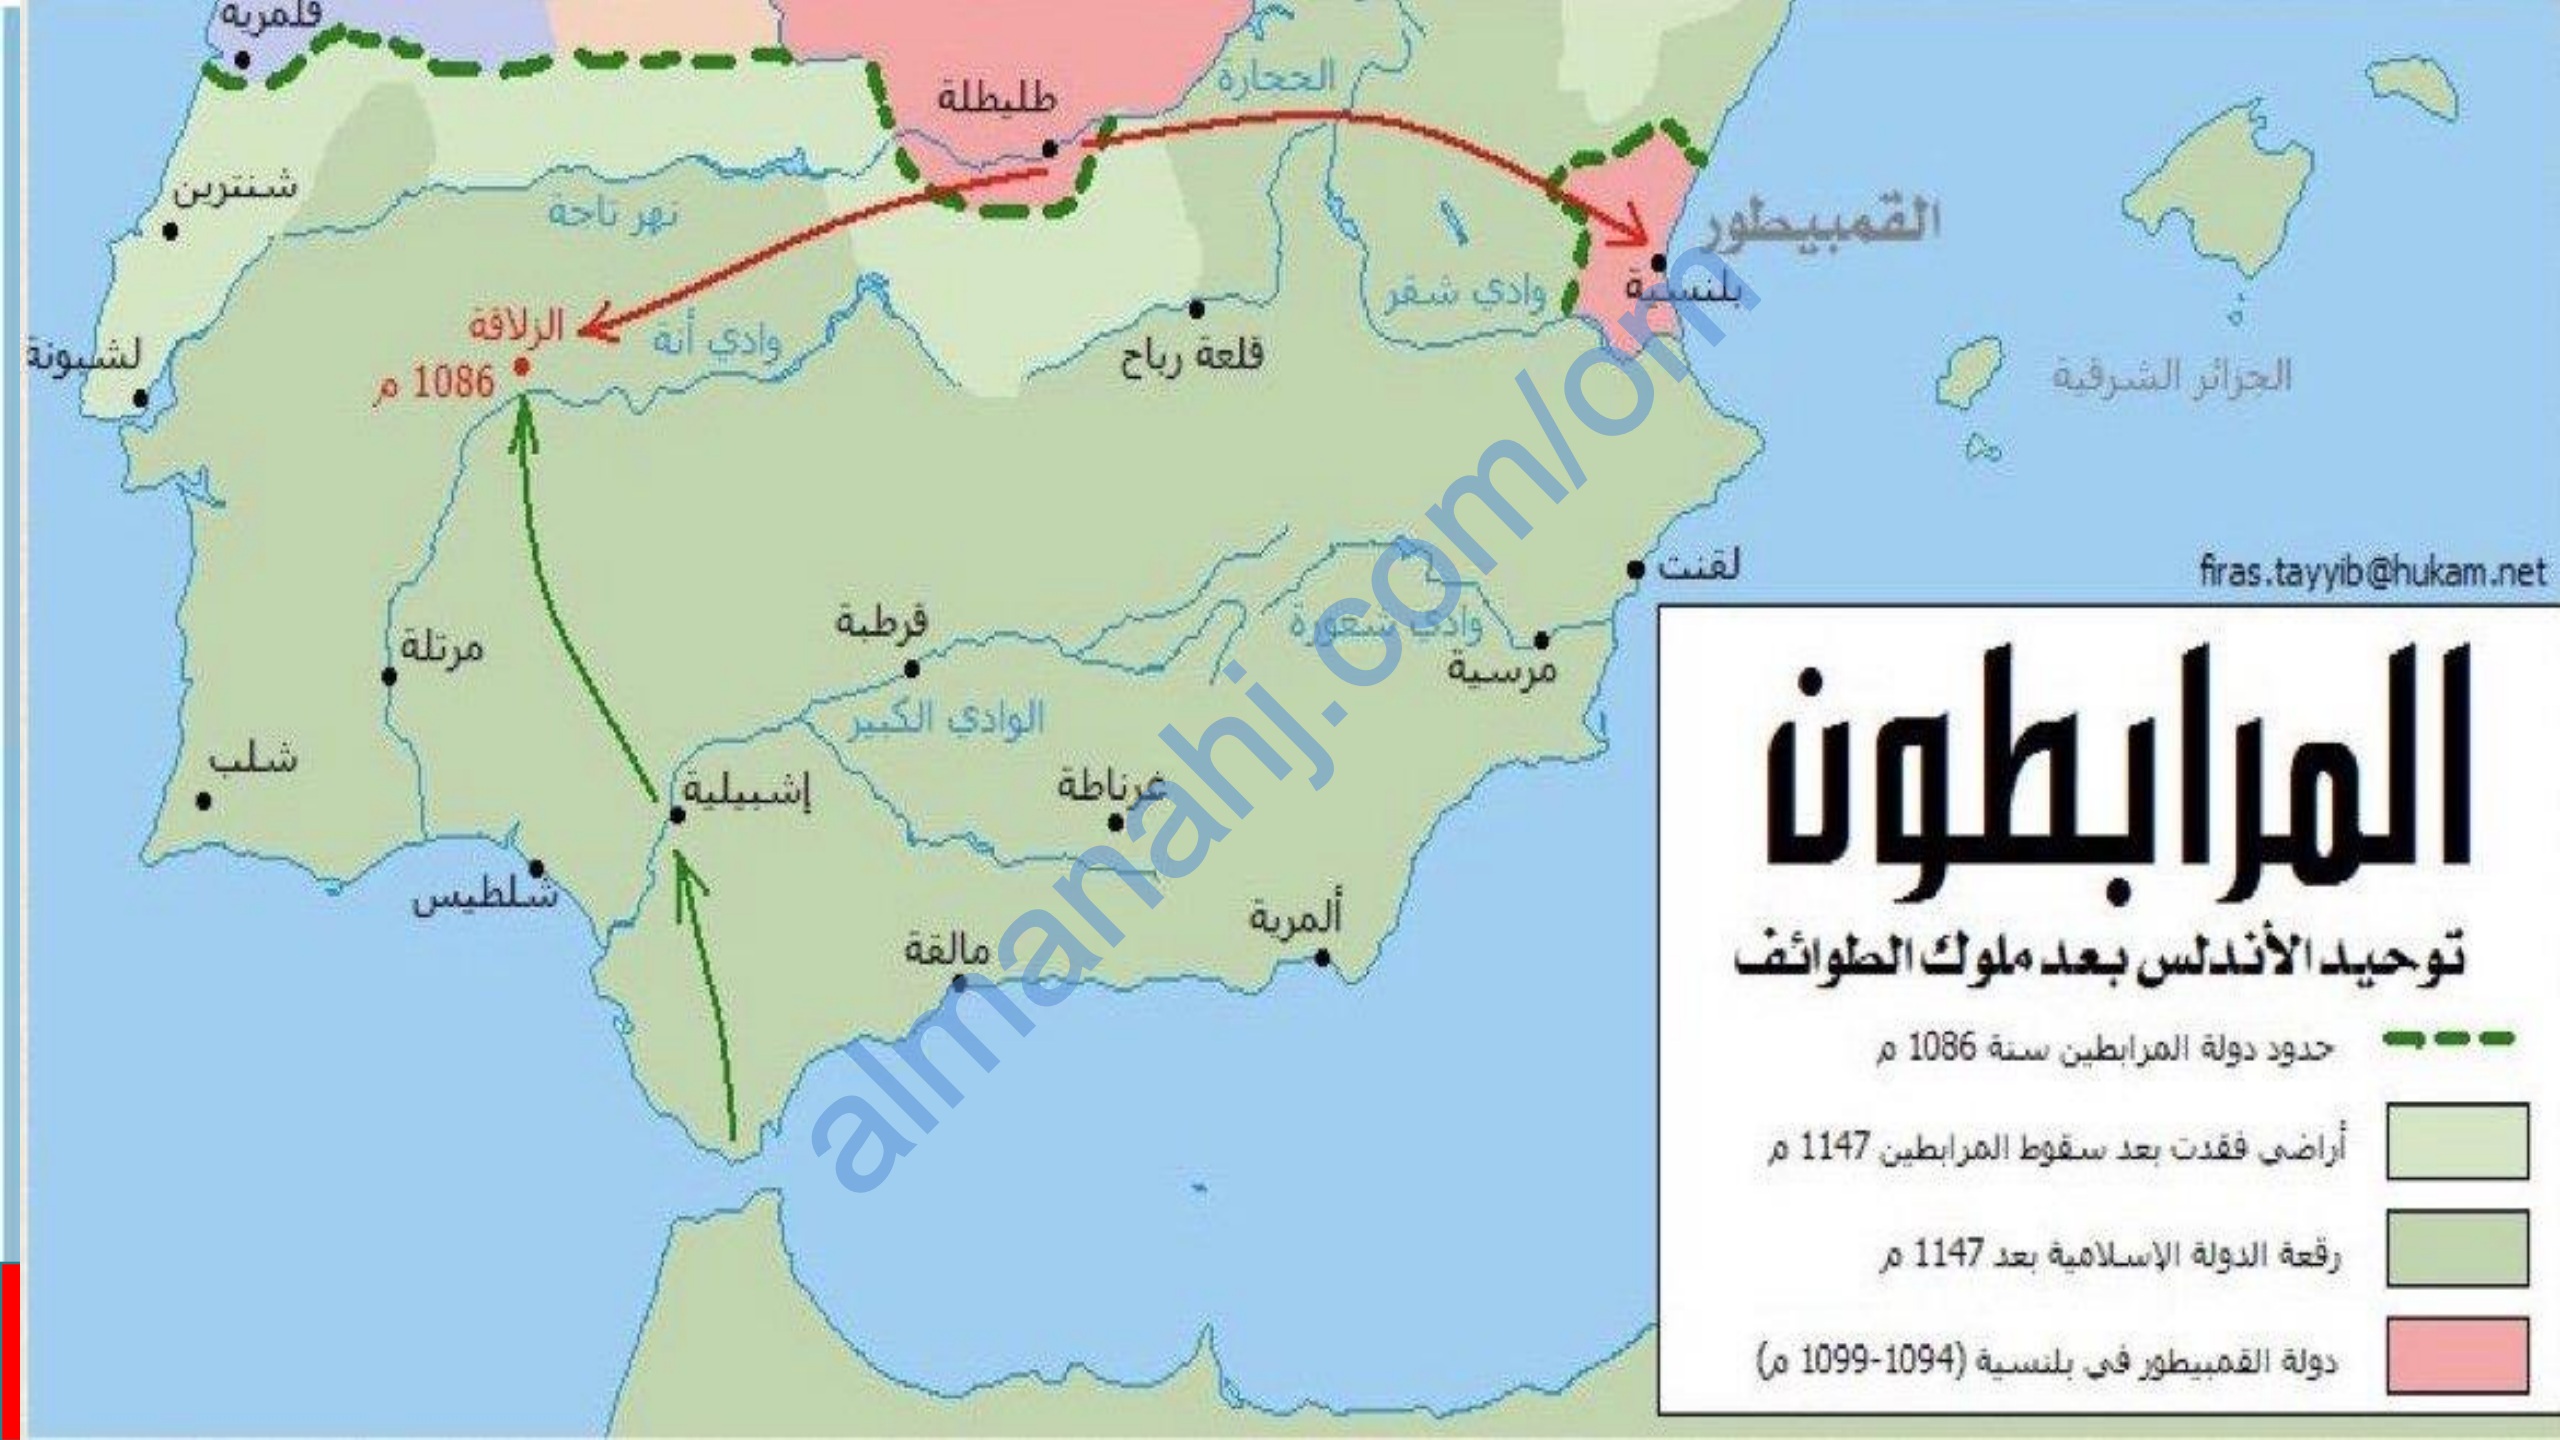 قلمرية
طليطلة
الحجارة
شنترين
نهر تاجة
القمبيطور
بلنسية
وادي شقر
الزلاقة
1086 م
وادي أنة
قلعة رباح
لشبونة
الجزائر الشرقية
لقنت
firas.tayyib@hukam.net
قرطبة
وادي شقورة
مرتلة
مرسية
الوادي الكبير
شلب
إشبيلية
غرناطة
شلطيس
ألمرية
مالقة
المرابطون
توحيد الأندلس بعد ملوك الطوائف
حدود دولة المرابطين سنة 1086 م
أراضي فقدت بعد سقوط المرابطين 1147 م
رقعة الدولة الإسلامية بعد 1147 م
دولة القمبيطور في بلنسية (1094-1099 م)
almanahj.com/om